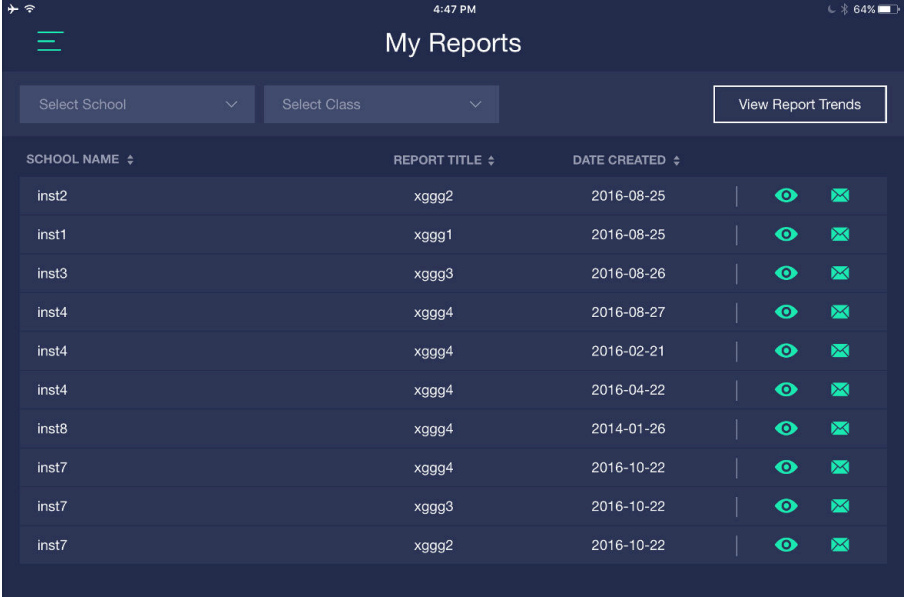 4:47 PM
64%
My Reports
Select School
Select Class
View Report Trends
SCHOOL NAME REPORT TITLE DATE CREATED
inst2 xggg2 2016-08-25
inst1 xggg1 2016-08-25
inst3 xggg3 2016-08-26
inst4 xggg4 2016-08-27
inst4 xggg4 2016-02-21
inst4 xggg4 2016-04-22
inst8 xggg4 2014-01-26
inst7 xggg4 2016-10-22
inst7 xggg3 2016-10-22
inst7 xggg2 2016-10-22